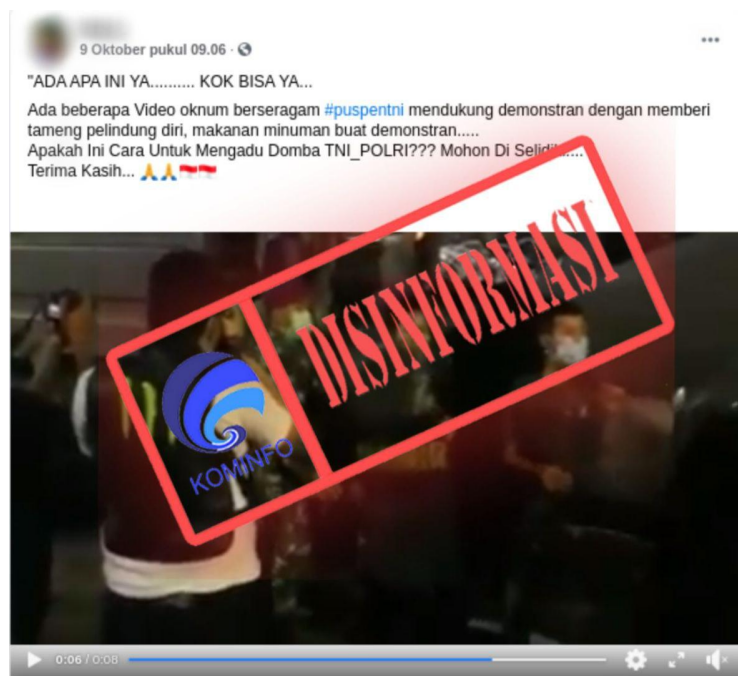 9 Oktober pukul 09.06 ·
"ADA APA INI YA.......... KOK BISA YA...
Ada beberapa Video oknum berseragam #puspentni mendukung demonstran dengan memberi
tameng pelindung diri, makanan minuman buat demonstran.....
Apakah Ini Cara Untuk Mengadu Domba TNI_POLRI??? Mohon Di
Terima Kasih... 🙏🙏🇮🇩🇮🇩
DISINFORMASI
KOMINFO
0:06 / 0:08